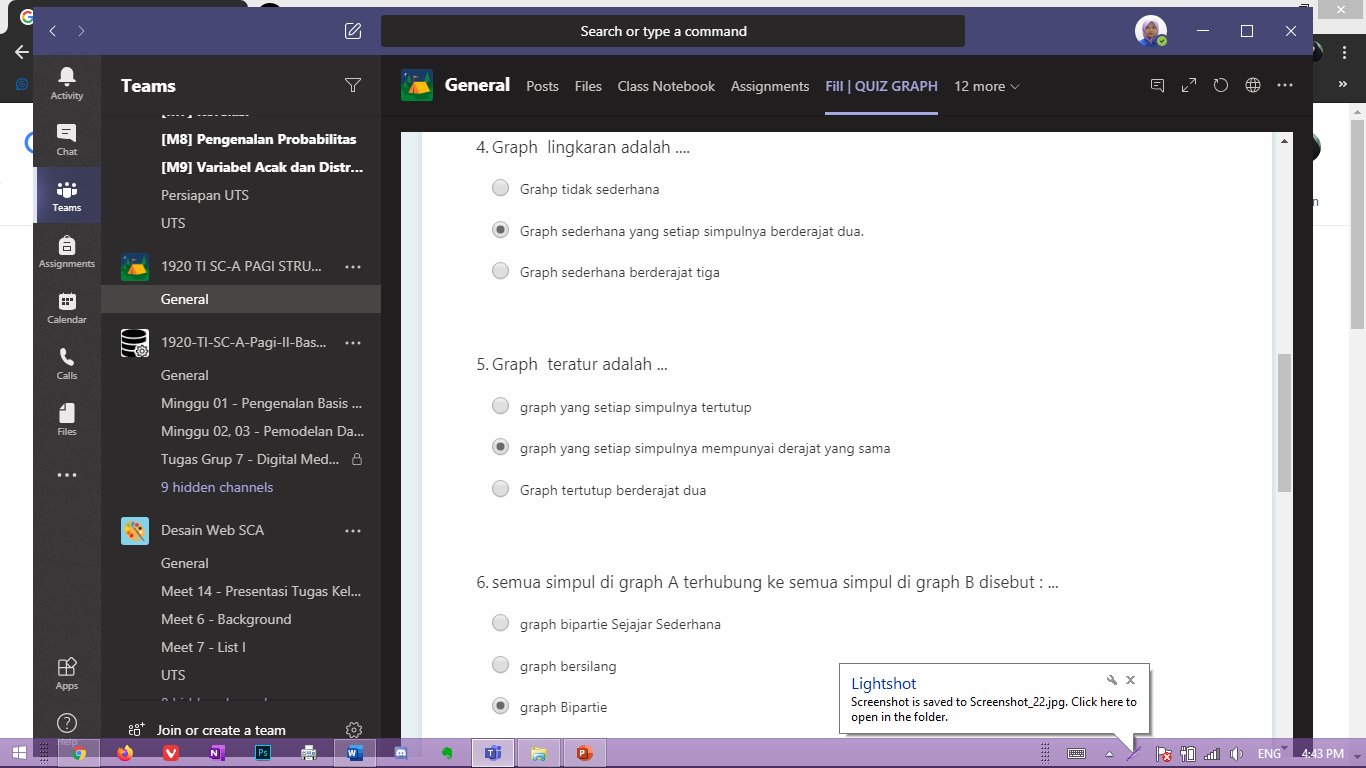 Search or type a command
Activity
Chat
Teams
Assignments
Calendar
Calls
Files
Apps
Help
Teams
[M8] Pengenalan Probabilitas
[M9] Variabel Acak dan Distr...
Persiapan UTS
UTS
1920 TI SC-A PAGI STRU...
General
1920-TI-SC-A-Pagi-II-Bas...
General
Minggu 01 - Pengenalan Basis ...
Minggu 02, 03 - Pemodelan Da...
Tugas Grup 7 - Digital Med...
9 hidden channels
Desain Web SCA
General
Meet 14 - Presentasi Tugas Kel...
Meet 6 - Background
Meet 7 - List I
UTS
Join or create a team
General Posts Files Class Notebook Assignments Fill | QUIZ GRAPH 12 more
4. Graph lingkaran adalah ....
Grahp tidak sederhana
Graph sederhana yang setiap simpulnya berderajat dua.
Graph sederhana berderajat tiga
5. Graph teratur adalah ...
graph yang setiap simpulnya tertutup
graph yang setiap simpulnya mempunyai derajat yang sama
Graph tertutup berderajat dua
6. semua simpul di graph A terhubung ke semua simpul di graph B disebut : ...
graph bipartie Sejajar Sederhana
graph bersilang
graph Bipartie
Lightshot
Screenshot is saved to Screenshot_22.jpg. Click here to
open in the folder.
ENG 4:43 PM